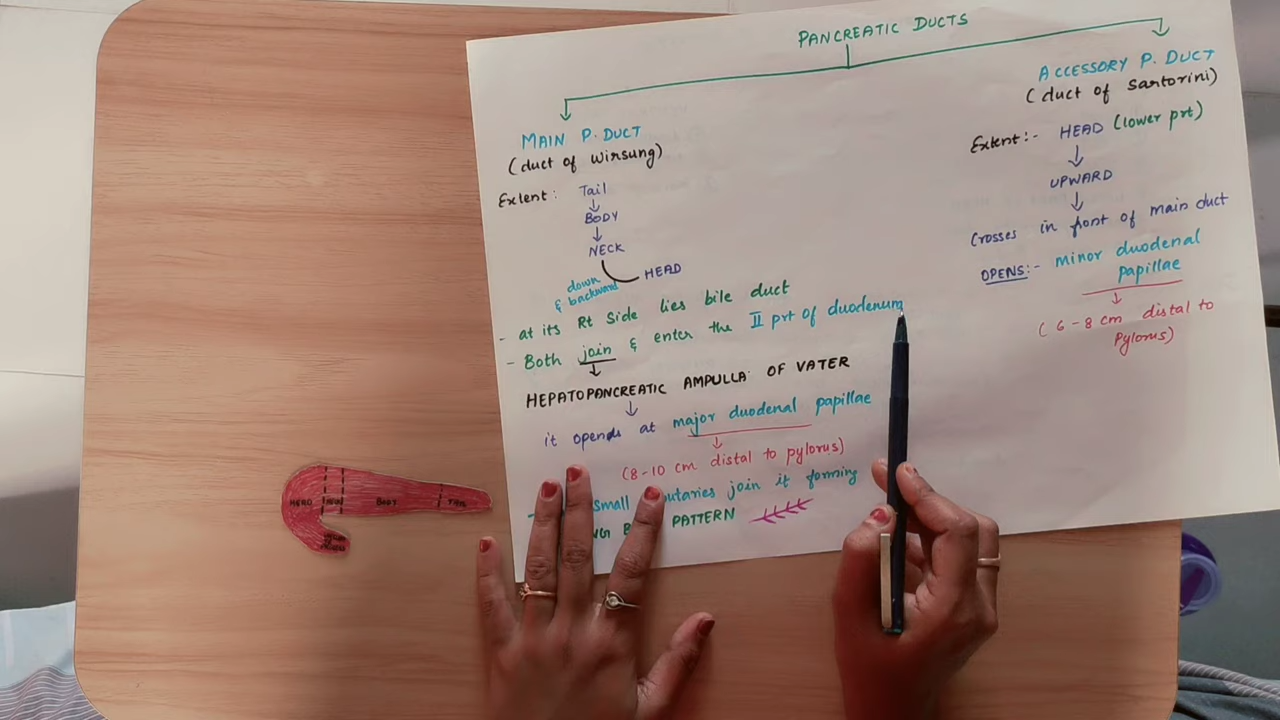 PANCREATIC DUCTS
MAIN P. DUCT
(duct of wirsung)
Extent : Tail
BODY
NECK
down
& backward
HEAD
- at its Rt Side lies bile duct
- Both join & enter the II prt of duodenum
HEPATOPANCREATIC AMPULLA OF VATER
it opens at major duodenal papillae
(8-10 cm distal to pylorus)
small join it forming
PATTERN
ACCESSORY P. DUCT
(duct of Sartorini)
Extent :- HEAD (lower prt)
UPWARD
Crosses in front of main duct
OPENS :- minor duodenal
papillae
( 6-8 cm distal to
Pylorus)
HEAD
NECK
BODY
TAIL